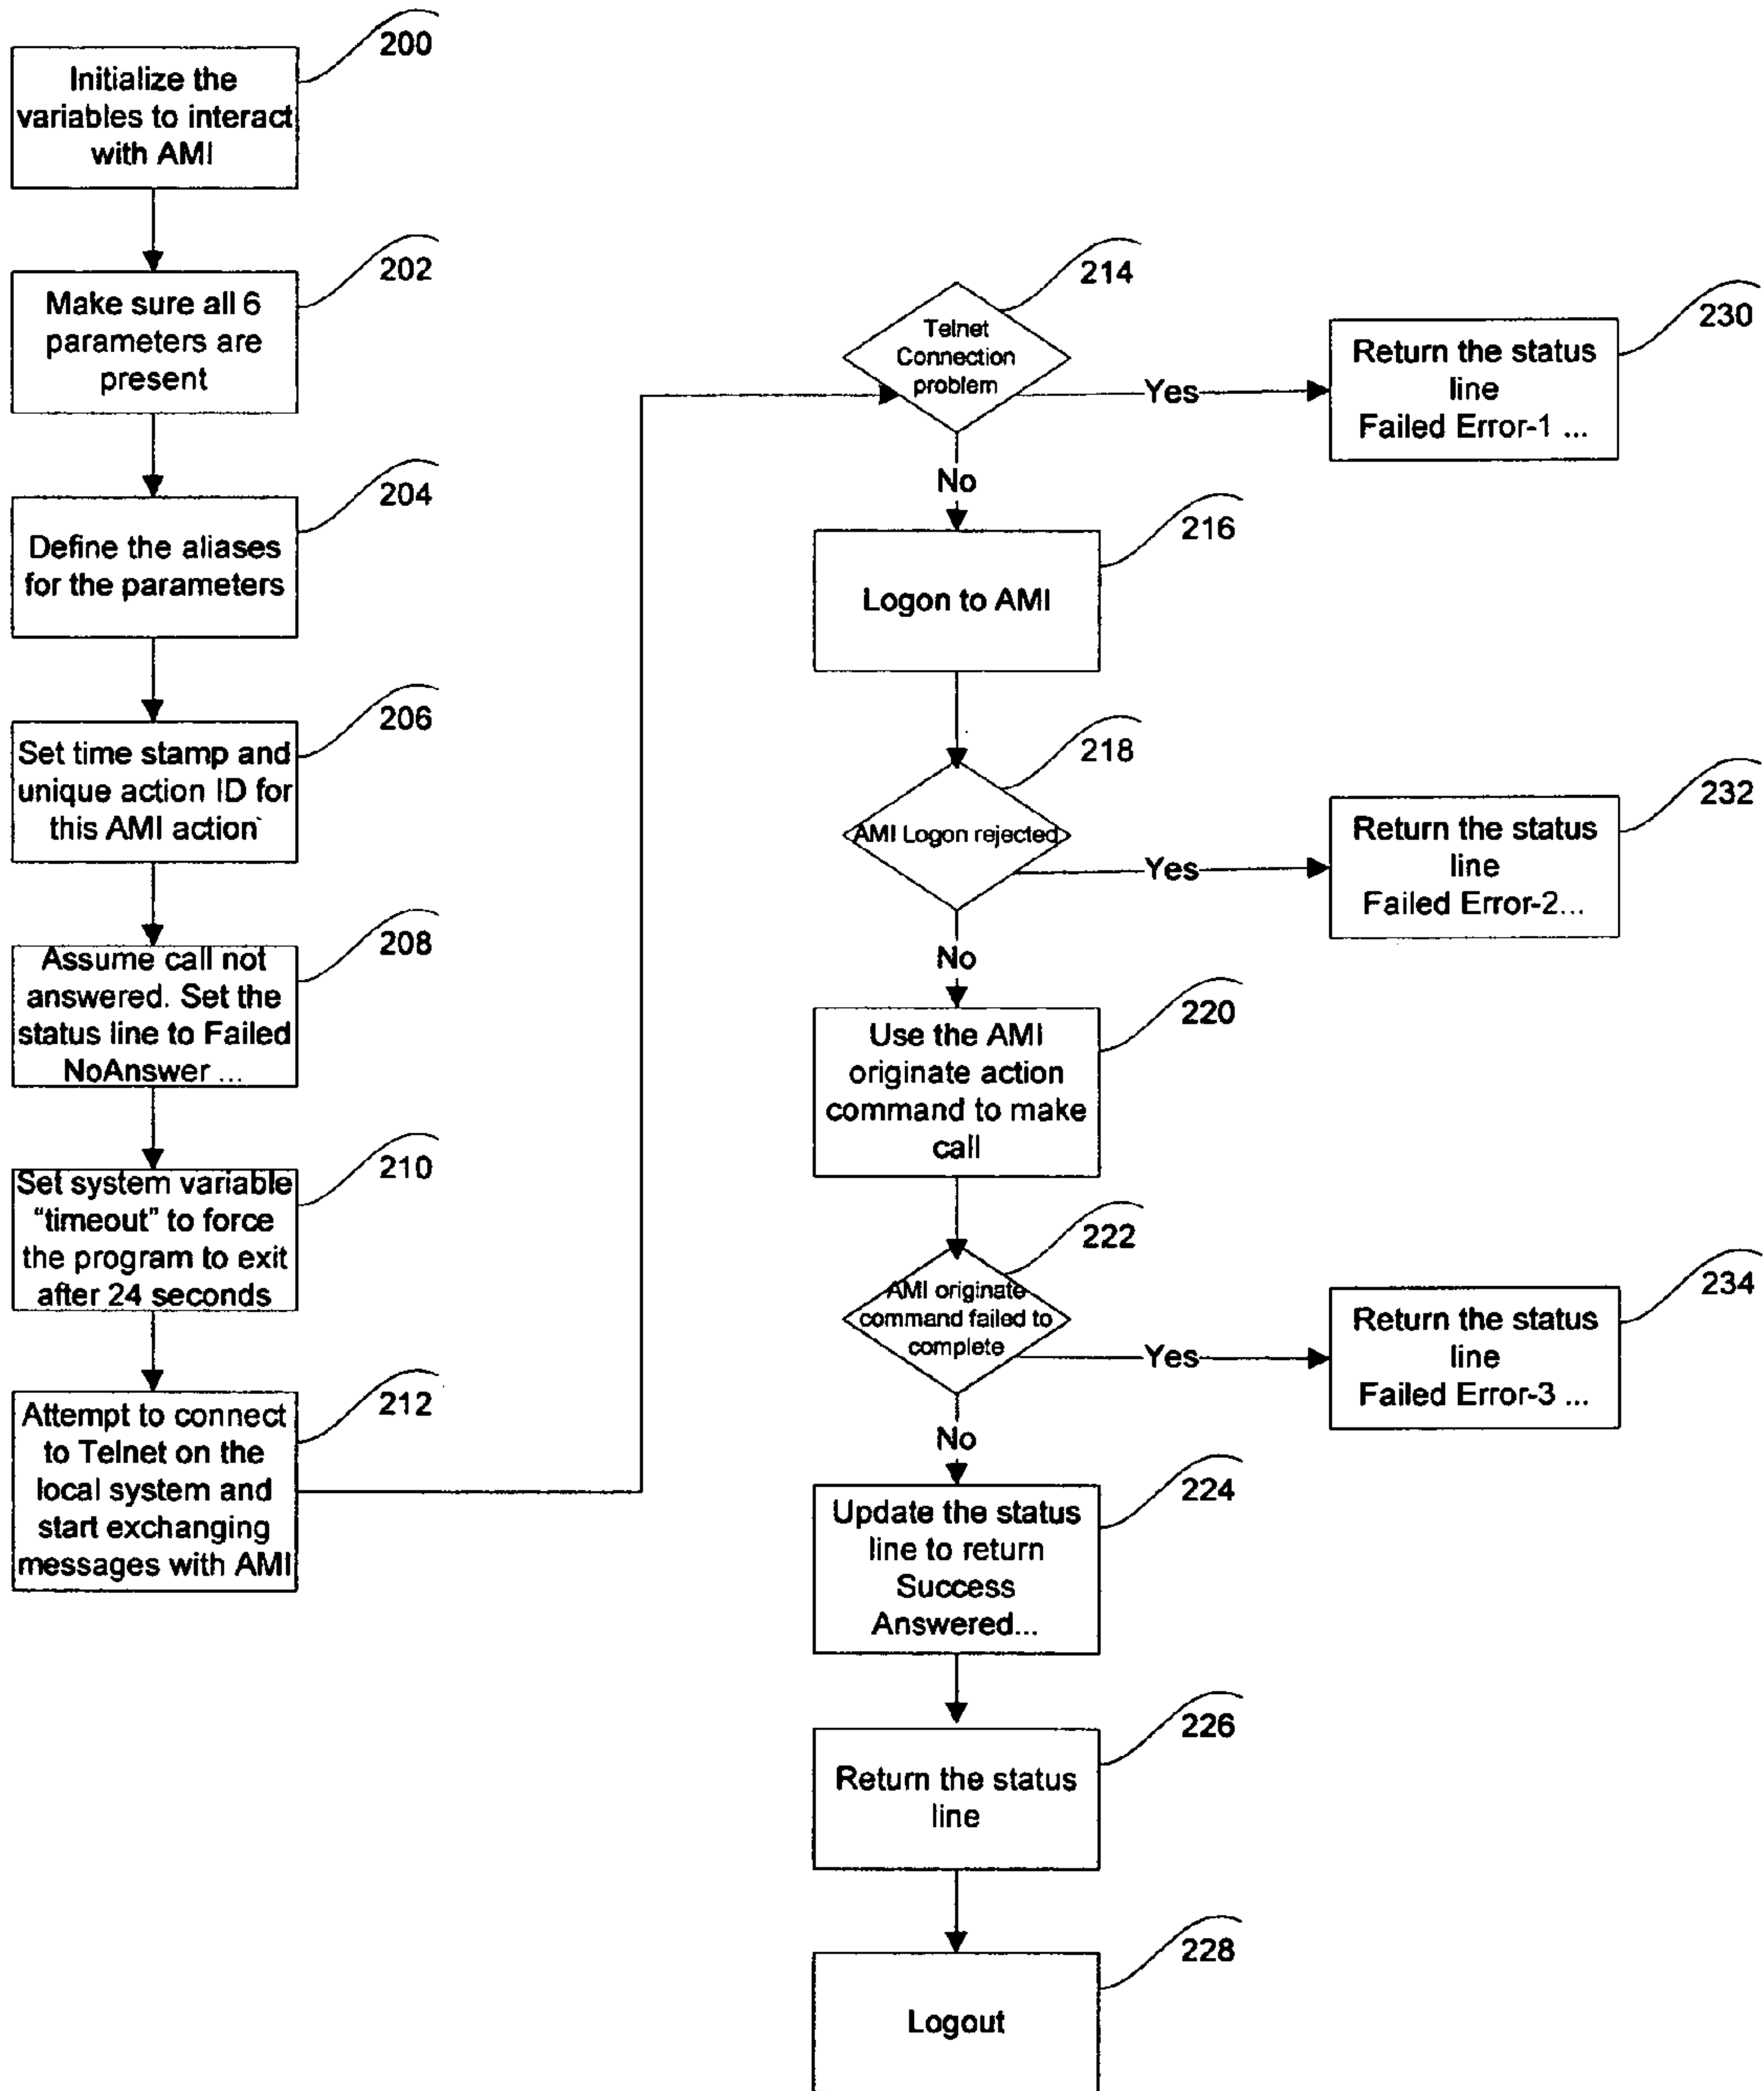 200
Initialize the
variables to interact
with AMI
202
Make sure all 6
parameters are
present
204
Define the aliases
for the parameters
206
Set time stamp and
unique action ID for
this AMI action
208
Assume call not
answered. Set the
status line to Failed
NoAnswer ...
210
Set system variable
“timeout” to force
the program to exit
after 24 seconds
212
Attempt to connect
to Telnet on the
local system and
start exchanging
messages with AMI
214
Telnet
Connection
problem
Yes
230
Return the status
line
Failed Error-1 ...
No
216
Logon to AMI
218
AMI Logon rejected
Yes
232
Return the status
line
Failed Error-2...
No
220
Use the AMI
originate action
command to make
call
222
AMI originate
command failed to
complete
Yes
234
Return the status
line
Failed Error-3 ...
No
224
Update the status
line to return
Success
Answered...
226
Return the status
line
228
Logout